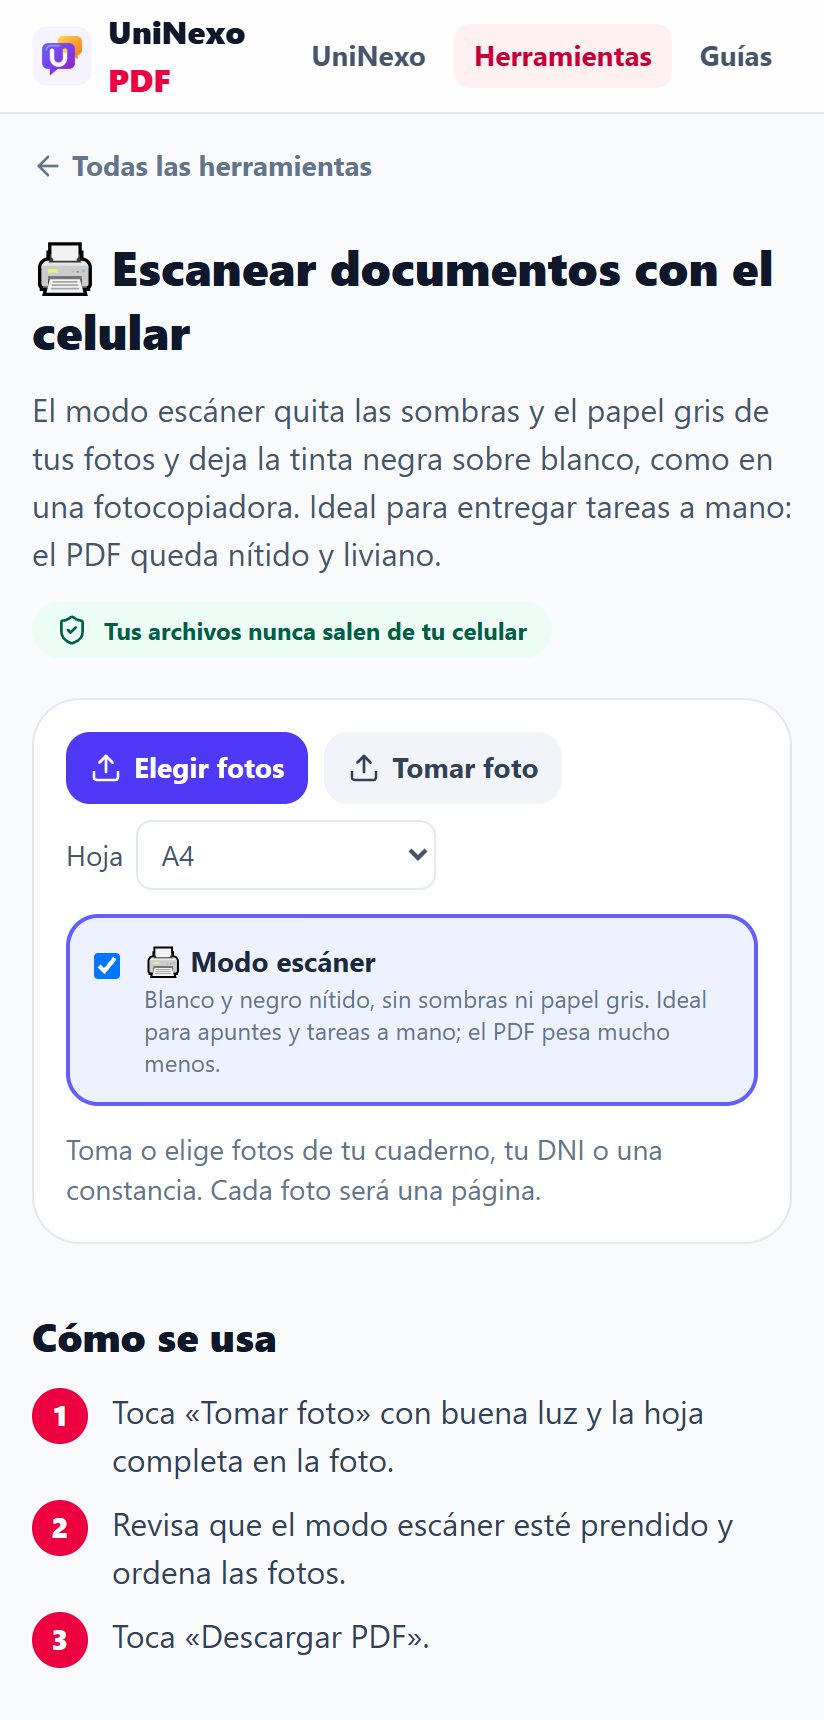 UniNexo
PDF
UniNexo
Herramientas
Guías
← Todas las herramientas
Escanear documentos con el
celular
El modo escáner quita las sombras y el papel gris de
tus fotos y deja la tinta negra sobre blanco, como en
una fotocopiadora. Ideal para entregar tareas a mano:
el PDF queda nítido y liviano.
Tus archivos nunca salen de tu celular
Elegir fotos
Tomar foto
Hoja
A4
Modo escáner
Blanco y negro nítido, sin sombras ni papel gris. Ideal
para apuntes y tareas a mano; el PDF pesa mucho
menos.
Toma o elige fotos de tu cuaderno, tu DNI o una
constancia. Cada foto será una página.
Cómo se usa
1 Toca «Tomar foto» con buena luz y la hoja
completa en la foto.
2 Revisa que el modo escáner esté prendido y
ordena las fotos.
3 Toca «Descargar PDF».